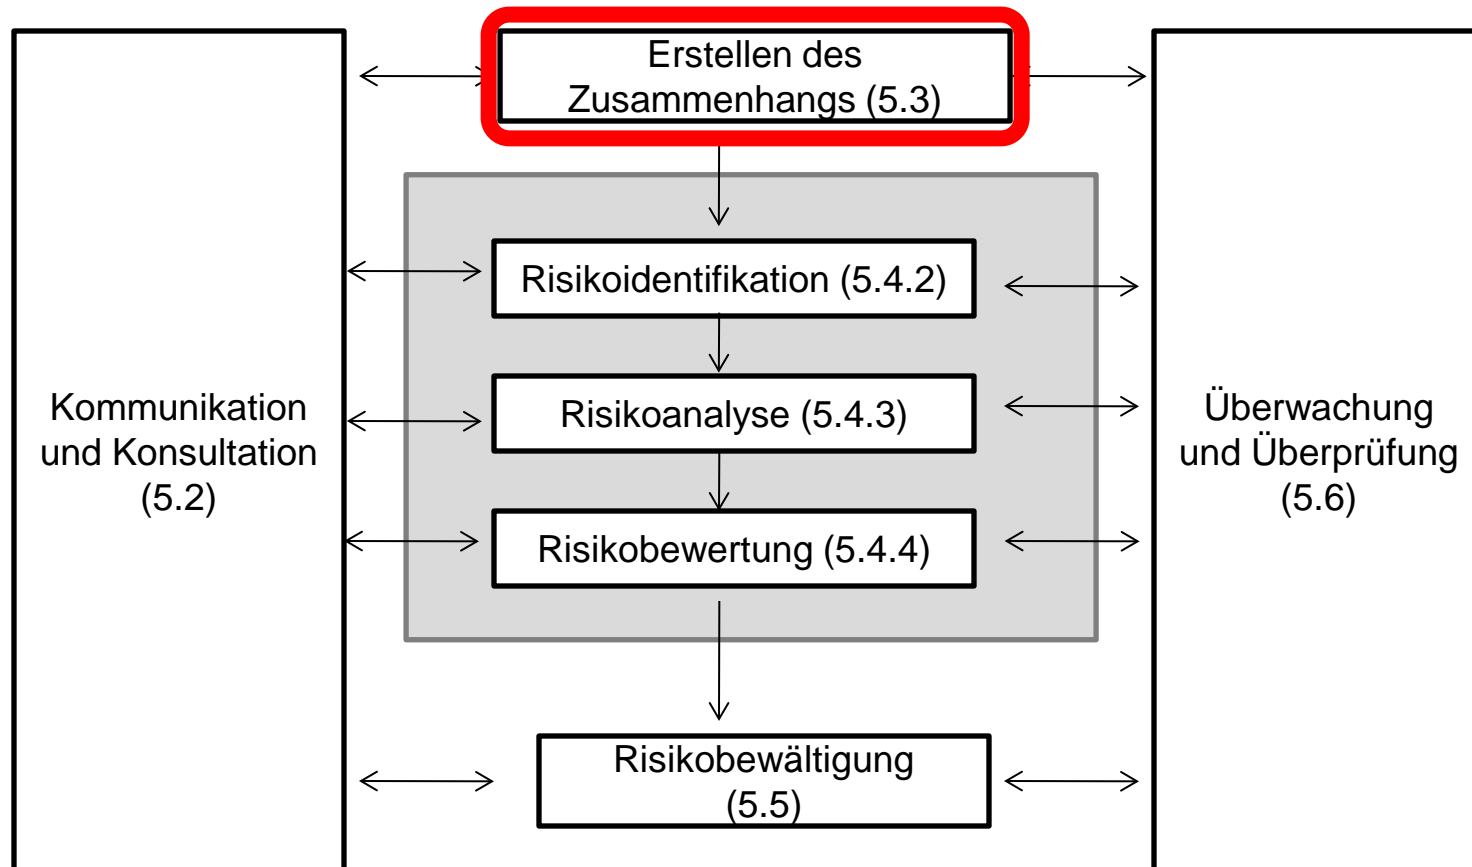 Erstellen des
Zusammenhangs (5.3)
Risikoidentifikation (5.4.2)
Risikoanalyse (5.4.3)
Risikobewertung (5.4.4)
Risikobewältigung
(5.5)
Kommunikation
und Konsultation
(5.2)
Überwachung
und Überprüfung
(5.6)